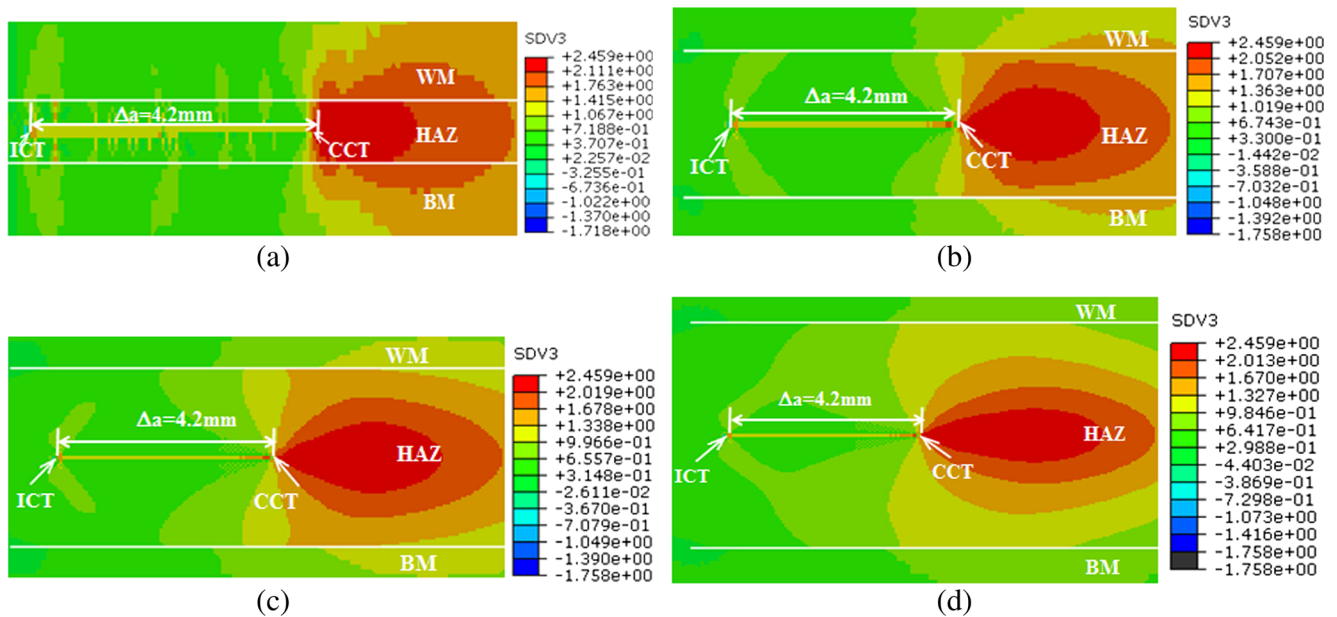 SDV3
+2.459e+00
+2.111e+00
+1.763e+00
+1.415e+00
+1.067e+00
+7.188e-01
+3.707e-01
+2.257e-02
-3.255e-01
-6.736e-01
-1.022e+00
-1.370e+00
-1.718e+00
WM
Δa=4.2mm
HAZ
ICT
CCT
BM
(a)
SDV3
+2.459e+00
+2.052e+00
+1.707e+00
+1.363e+00
+1.019e+00
+6.743e-01
+3.300e-01
-1.442e-02
-3.588e-01
-7.032e-01
-1.048e+00
-1.392e+00
-1.758e+00
WM
Δa=4.2mm
HAZ
ICT
CCT
BM
(b)
SDV3
+2.459e+00
+2.019e+00
+1.678e+00
+1.338e+00
+9.966e-01
+6.557e-01
+3.148e-01
-2.611e-02
-3.670e-01
-7.079e-01
-1.049e+00
-1.390e+00
-1.758e+00
WM
Δa=4.2mm
HAZ
ICT
CCT
BM
(c)
SDV3
+2.459e+00
+2.013e+00
+1.670e+00
+1.327e+00
+9.846e-01
+6.417e-01
+2.988e-01
-4.403e-02
-3.869e-01
-7.298e-01
-1.073e+00
-1.416e+00
-1.758e+00
-1.758e+00
WM
Δa=4.2mm
HAZ
ICT
CCT
BM
(d)